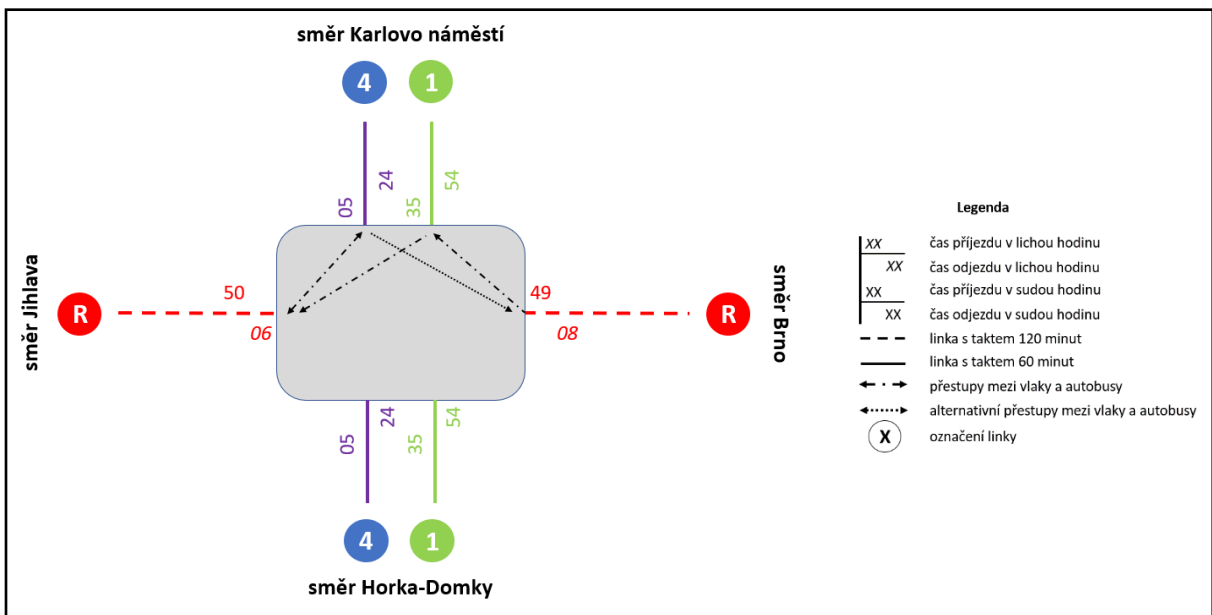 směr Karlovo náměstí
4 1
05 24 35 54
směr Jihlava
R
50
06
49
08
R
směr Brno
05 24 35 54
4 1
směr Horka-Domky
Legenda
XX čas příjezdu v lichou hodinu
XX čas odjezdu v lichou hodinu
XX čas příjezdu v sudou hodinu
XX čas odjezdu v sudou hodinu
linka s taktem 120 minut
linka s taktem 60 minut
přestupy mezi vlaky a autobusy
alternativní přestupy mezi vlaky a autobusy
X označení linky